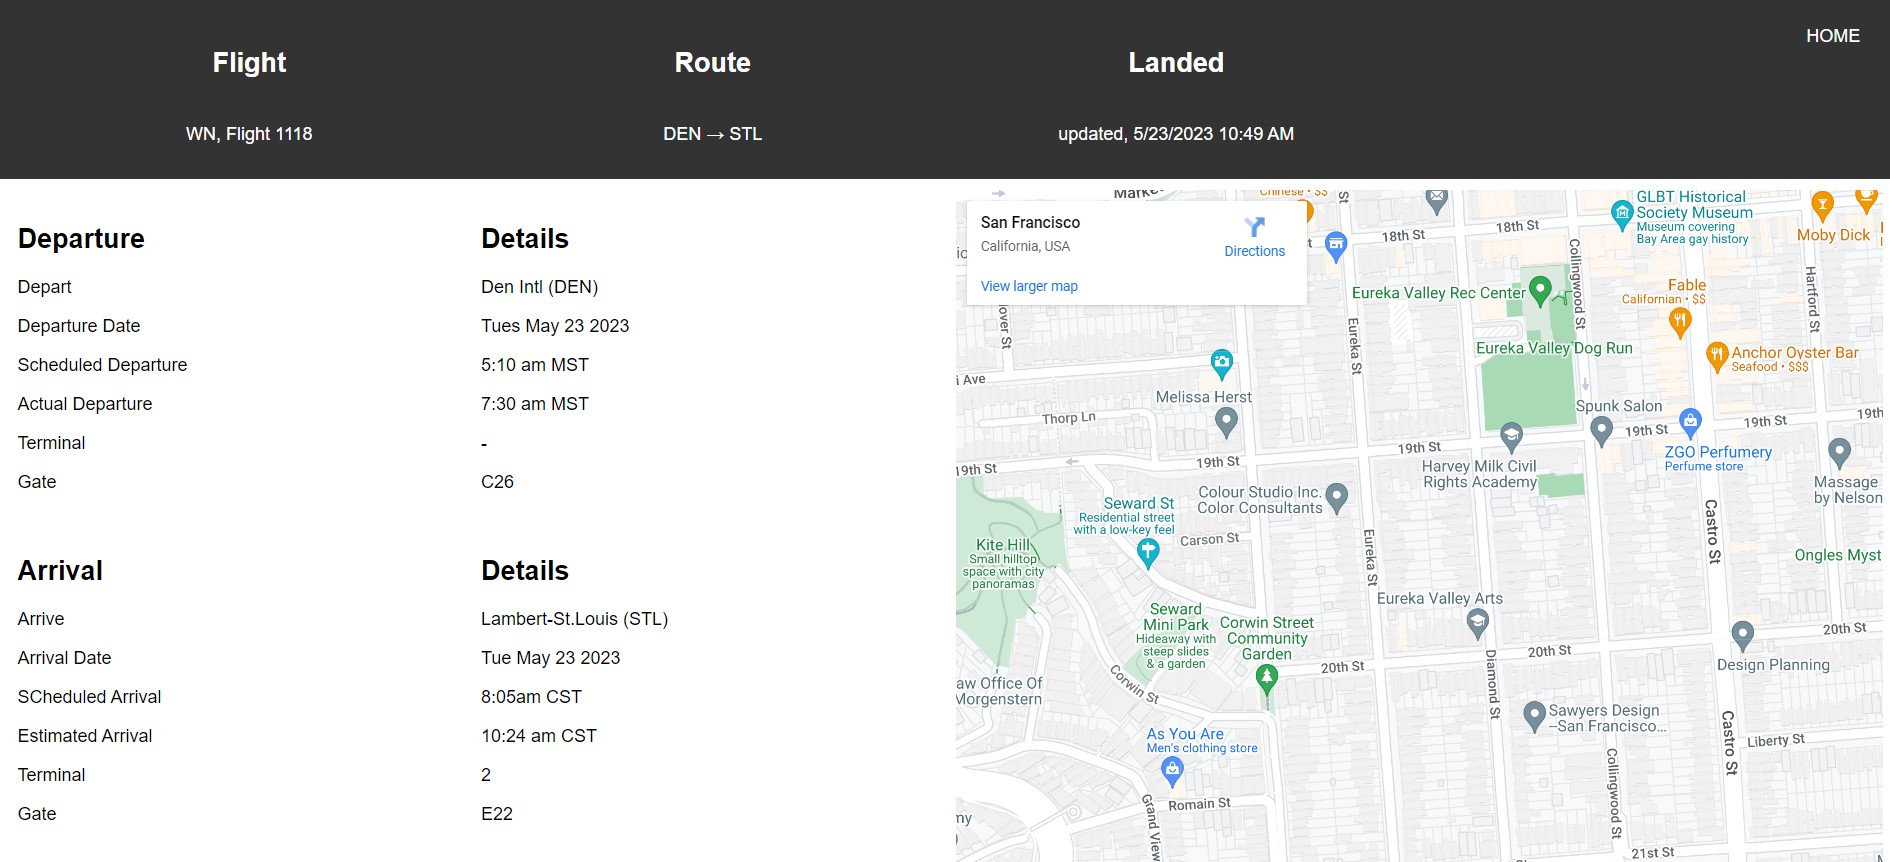 Flight
Route
Landed
HOME
WN, Flight 1118
DEN → STL
updated, 5/23/2023 10:49 AM
Departure
Details
Depart
Den Intl (DEN)
Departure Date
Tues May 23 2023
Scheduled Departure
5:10 am MST
Actual Departure
7:30 am MST
Terminal
-
Gate
C26
Arrival
Details
Arrive
Lambert-St.Louis (STL)
Arrival Date
Tue May 23 2023
SCheduled Arrival
8:05am CST
Estimated Arrival
10:24 am CST
Terminal
2
Gate
E22
San Francisco
California, USA
Directions
View larger map
Chinese • $$
St
18th St
18th St
GLBT Historical
Society Museum
Museum covering
Bay Area gay history
Moby Dick
Collingwood St
Hartford St
Eureka Valley Rec Center
Fable
Californian • $$
Eureka St
Eureka Valley Dog Run
Anchor Oyster Bar
Seafood • $$$
Melissa Herst
Thorp Ln
Spunk Salon
19th St
19th St
19th
ZGO Perfumery
Perfume store
19th St
19th St
19th St
Harvey Milk Civil
Rights Academy
Massage
by Nelson
Colour Studio Inc.
Color Consultants
Seward St
Residential street
with a low-key feel
Carson St
Castro St
Eureka St
Kite Hill
Small hilltop
space with city
panoramas
Ongles Myst
Eureka Valley Arts
Seward
Mini Park
Hideaway with
steep slides
& a garden
Corwin Street
Community
Garden
20th St
20th St
20th St
Design Planning
Corwin St
Diamond St
aw Office Of
Morgenstern
Sawyers Design
–San Francisco...
As You Are
Men's clothing store
Castro St
Liberty St
Collingwood St
Romain St
Grand View
21st St